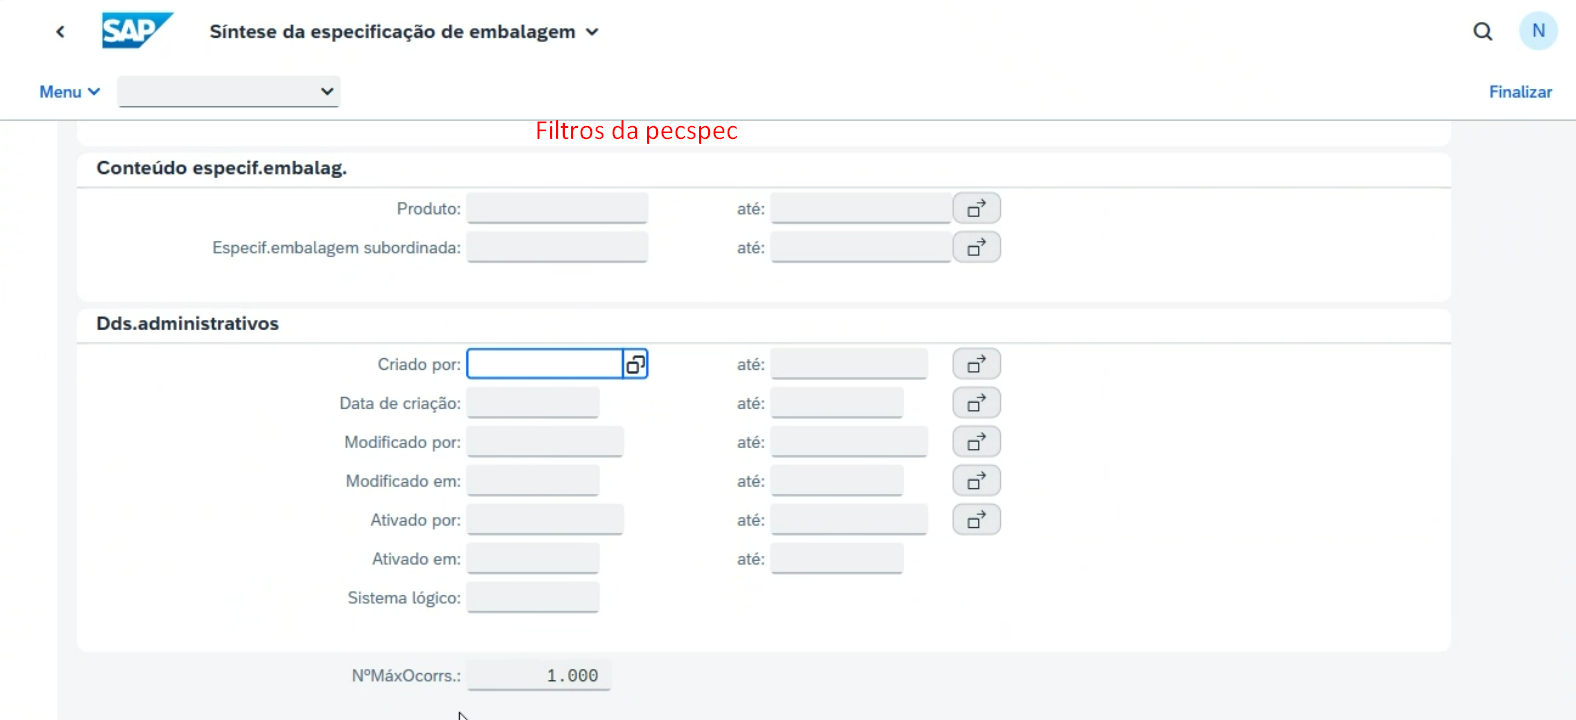 SAP Síntese da especificação de embalagem N
Menu Finalizar
Filtros da pecspec
Conteúdo especif.embalag.
Produto: até:
Especif.embalagem subordinada: até:
Dds.administrativos
Criado por: até:
Data de criação: até:
Modificado por: até:
Modificado em: até:
Ativado por: até:
Ativado em: até:
Sistema lógico:
NºMáxOcorrs.: 1.000